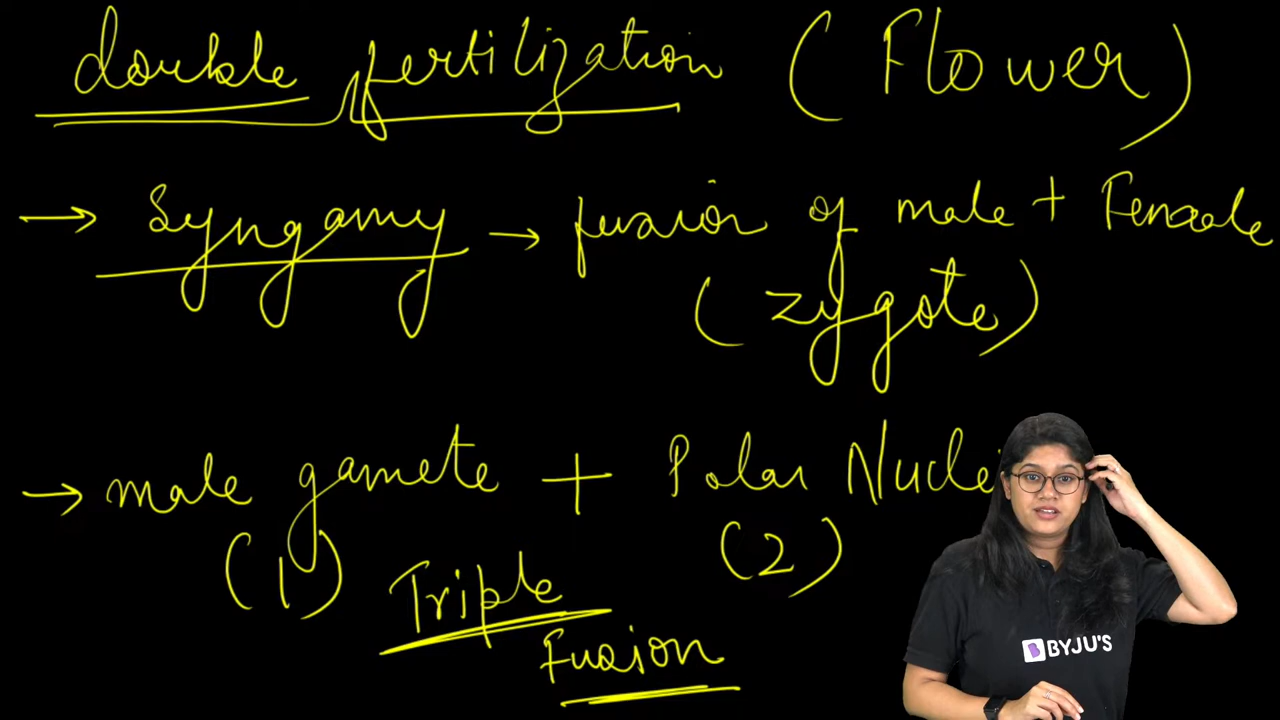 double fertilization (Flower)
→ Syngamy → fusion of male + Female
(zygote)
→ male gamete + Polar Nuclei
(1) (2)
Triple
Fusion
BYJU'S